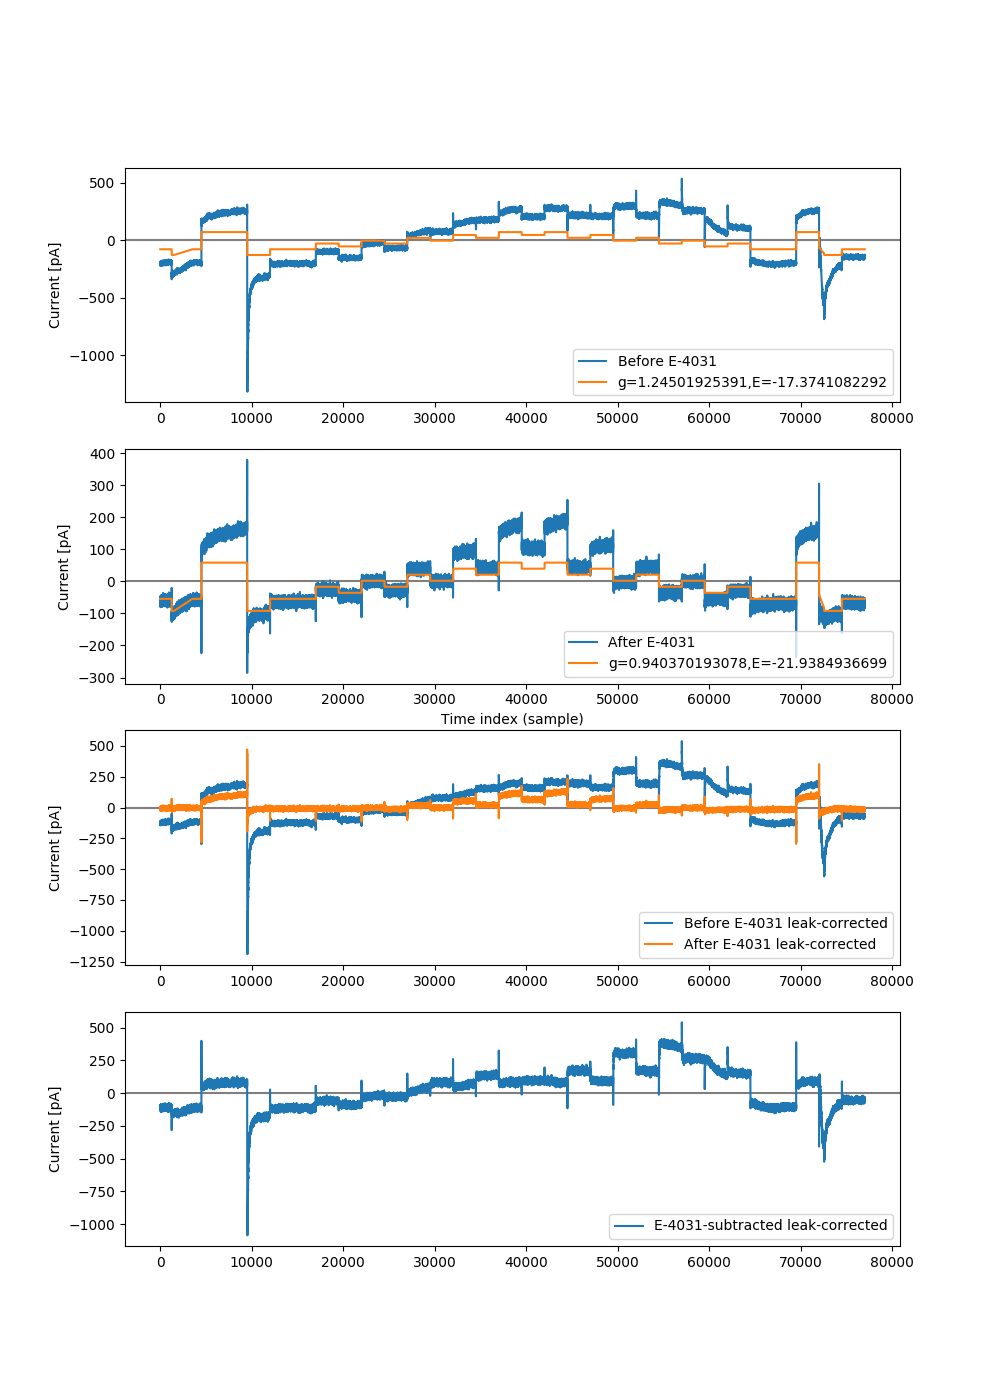 500
0
−500
−1000
Current [pA]
Before E-4031
g=1.24501925391,E=-17.3741082292
0 10000 20000 30000 40000 50000 60000 70000 80000
400
300
200
100
0
−100
−200
−300
Current [pA]
After E-4031
g=0.940370193078,E=-21.9384936699
0 10000 20000 30000 40000 50000 60000 70000 80000
Time index (sample)
500
250
0
−250
−500
−750
−1000
−1250
Current [pA]
Before E-4031 leak-corrected
After E-4031 leak-corrected
0 10000 20000 30000 40000 50000 60000 70000 80000
500
250
0
−250
−500
−750
−1000
Current [pA]
E-4031-subtracted leak-corrected
0 10000 20000 30000 40000 50000 60000 70000 80000